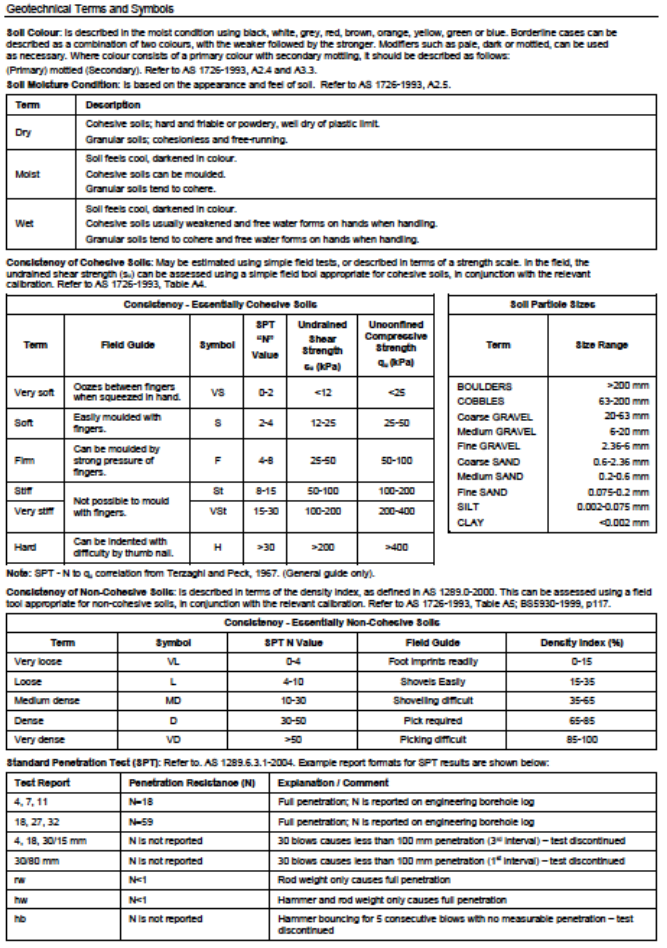 Geotechnical Terms and Symbols
Soil Colour: Is described in the moist condition using black, white, grey, red, brown, orange, yellow, green or blue. Borderline cases can be
described as a combination of two colours, with the weaker followed by the stronger. Modifiers such as pale, dark or mottled, can be used
as necessary. Where colour consists of a primary colour with secondary mottling, it should be described as follows:
(Primary) mottled (Secondary). Refer to AS 1726-1993, A2.4 and A3.3.
Soil Moisture Condition: Is based on the appearance and feel of soil. Refer to AS 1726-1993, A2.5.
Term Description
Dry
Cohesive soils; hard and friable or powdery, well dry of plastic limit.
Granular soils; cohesionless and free-running.
Moist
Soil feels cool, darkened in colour.
Cohesive soils can be moulded.
Granular soils tend to cohere.
Wet
Soil feels cool, darkened in colour.
Cohesive soils usually weakened and free water forms on hands when handling.
Granular soils tend to cohere and free water forms on hands when handling.
Consistency of Cohesive Soils: May be estimated using simple field tests, or described in terms of a strength scale. In the field, the
undrained shear strength (sᵤ) can be assessed using a simple field tool appropriate for cohesive soils, in conjunction with the relevant
calibration. Refer to AS 1726-1993, Table A4.
Consistency - Essentially Cohesive Soils
Term
Field Guide
Symbol
SPT
"N"
Value
Undrained
Shear
Strength
sᵤ (kPa)
Unconfined
Compressive
Strength
qᵤ (kPa)
Very soft
Oozes between fingers
when squeezed in hand.
VS 0-2 <12 <25
Soft
Easily moulded with
fingers.
S 2-4 12-25 25-50
Firm
Can be moulded by
strong pressure of
fingers.
F 4-8 25-50 50-100
Stiff
Not possible to mould
with fingers.
St 8-15 50-100 100-200
Very stiff
VSt 15-30 100-200 200-400
Hard
Can be indented with
difficulty by thumb nail.
H >30 >200 >400
Soil Particle Sizes
Term Size Range
BOULDERS >200 mm
COBBLES 63-200 mm
Coarse GRAVEL 20-63 mm
Medium GRAVEL 6-20 mm
Fine GRAVEL 2.36-6 mm
Coarse SAND 0.6-2.36 mm
Medium SAND 0.2-0.6 mm
Fine SAND 0.075-0.2 mm
SILT 0.002-0.075 mm
CLAY <0.002 mm
Note: SPT - N to qᵤ correlation from Terzaghi and Peck, 1967. (General guide only).
Consistency of Non-Cohesive Soils: Is described in terms of the density index, as defined in AS 1289.0-2000. This can be assessed using a field
tool appropriate for non-cohesive soils, in conjunction with the relevant calibration. Refer to AS 1726-1993, Table A5; BS5930-1999, p117.
Consistency - Essentially Non-Cohesive Soils
Term Symbol SPT N Value Field Guide Density Index (%)
Very loose VL 0-4 Foot imprints readily 0-15
Loose L 4-10 Shovels Easily 15-35
Medium dense MD 10-30 Shovelling difficult 35-65
Dense D 30-50 Pick required 65-85
Very dense VD >50 Picking difficult 85-100
Standard Penetration Test (SPT): Refer to. AS 1289.6.3.1-2004. Example report formats for SPT results are shown below:
Test Report Penetration Resistance (N) Explanation / Comment
4, 7, 11 N=18 Full penetration; N is reported on engineering borehole log
18, 27, 32 N=59 Full penetration; N is reported on engineering borehole log
4, 18, 30/15 mm N is not reported 30 blows causes less than 100 mm penetration (3rd interval) – test discontinued
30/80 mm N is not reported 30 blows causes less than 100 mm penetration (1st interval) – test discontinued
rw N<1 Rod weight only causes full penetration
hw N<1 Hammer and rod weight only causes full penetration
hb N is not reported Hammer bouncing for 5 consecutive blows with no measurable penetration – test
discontinued